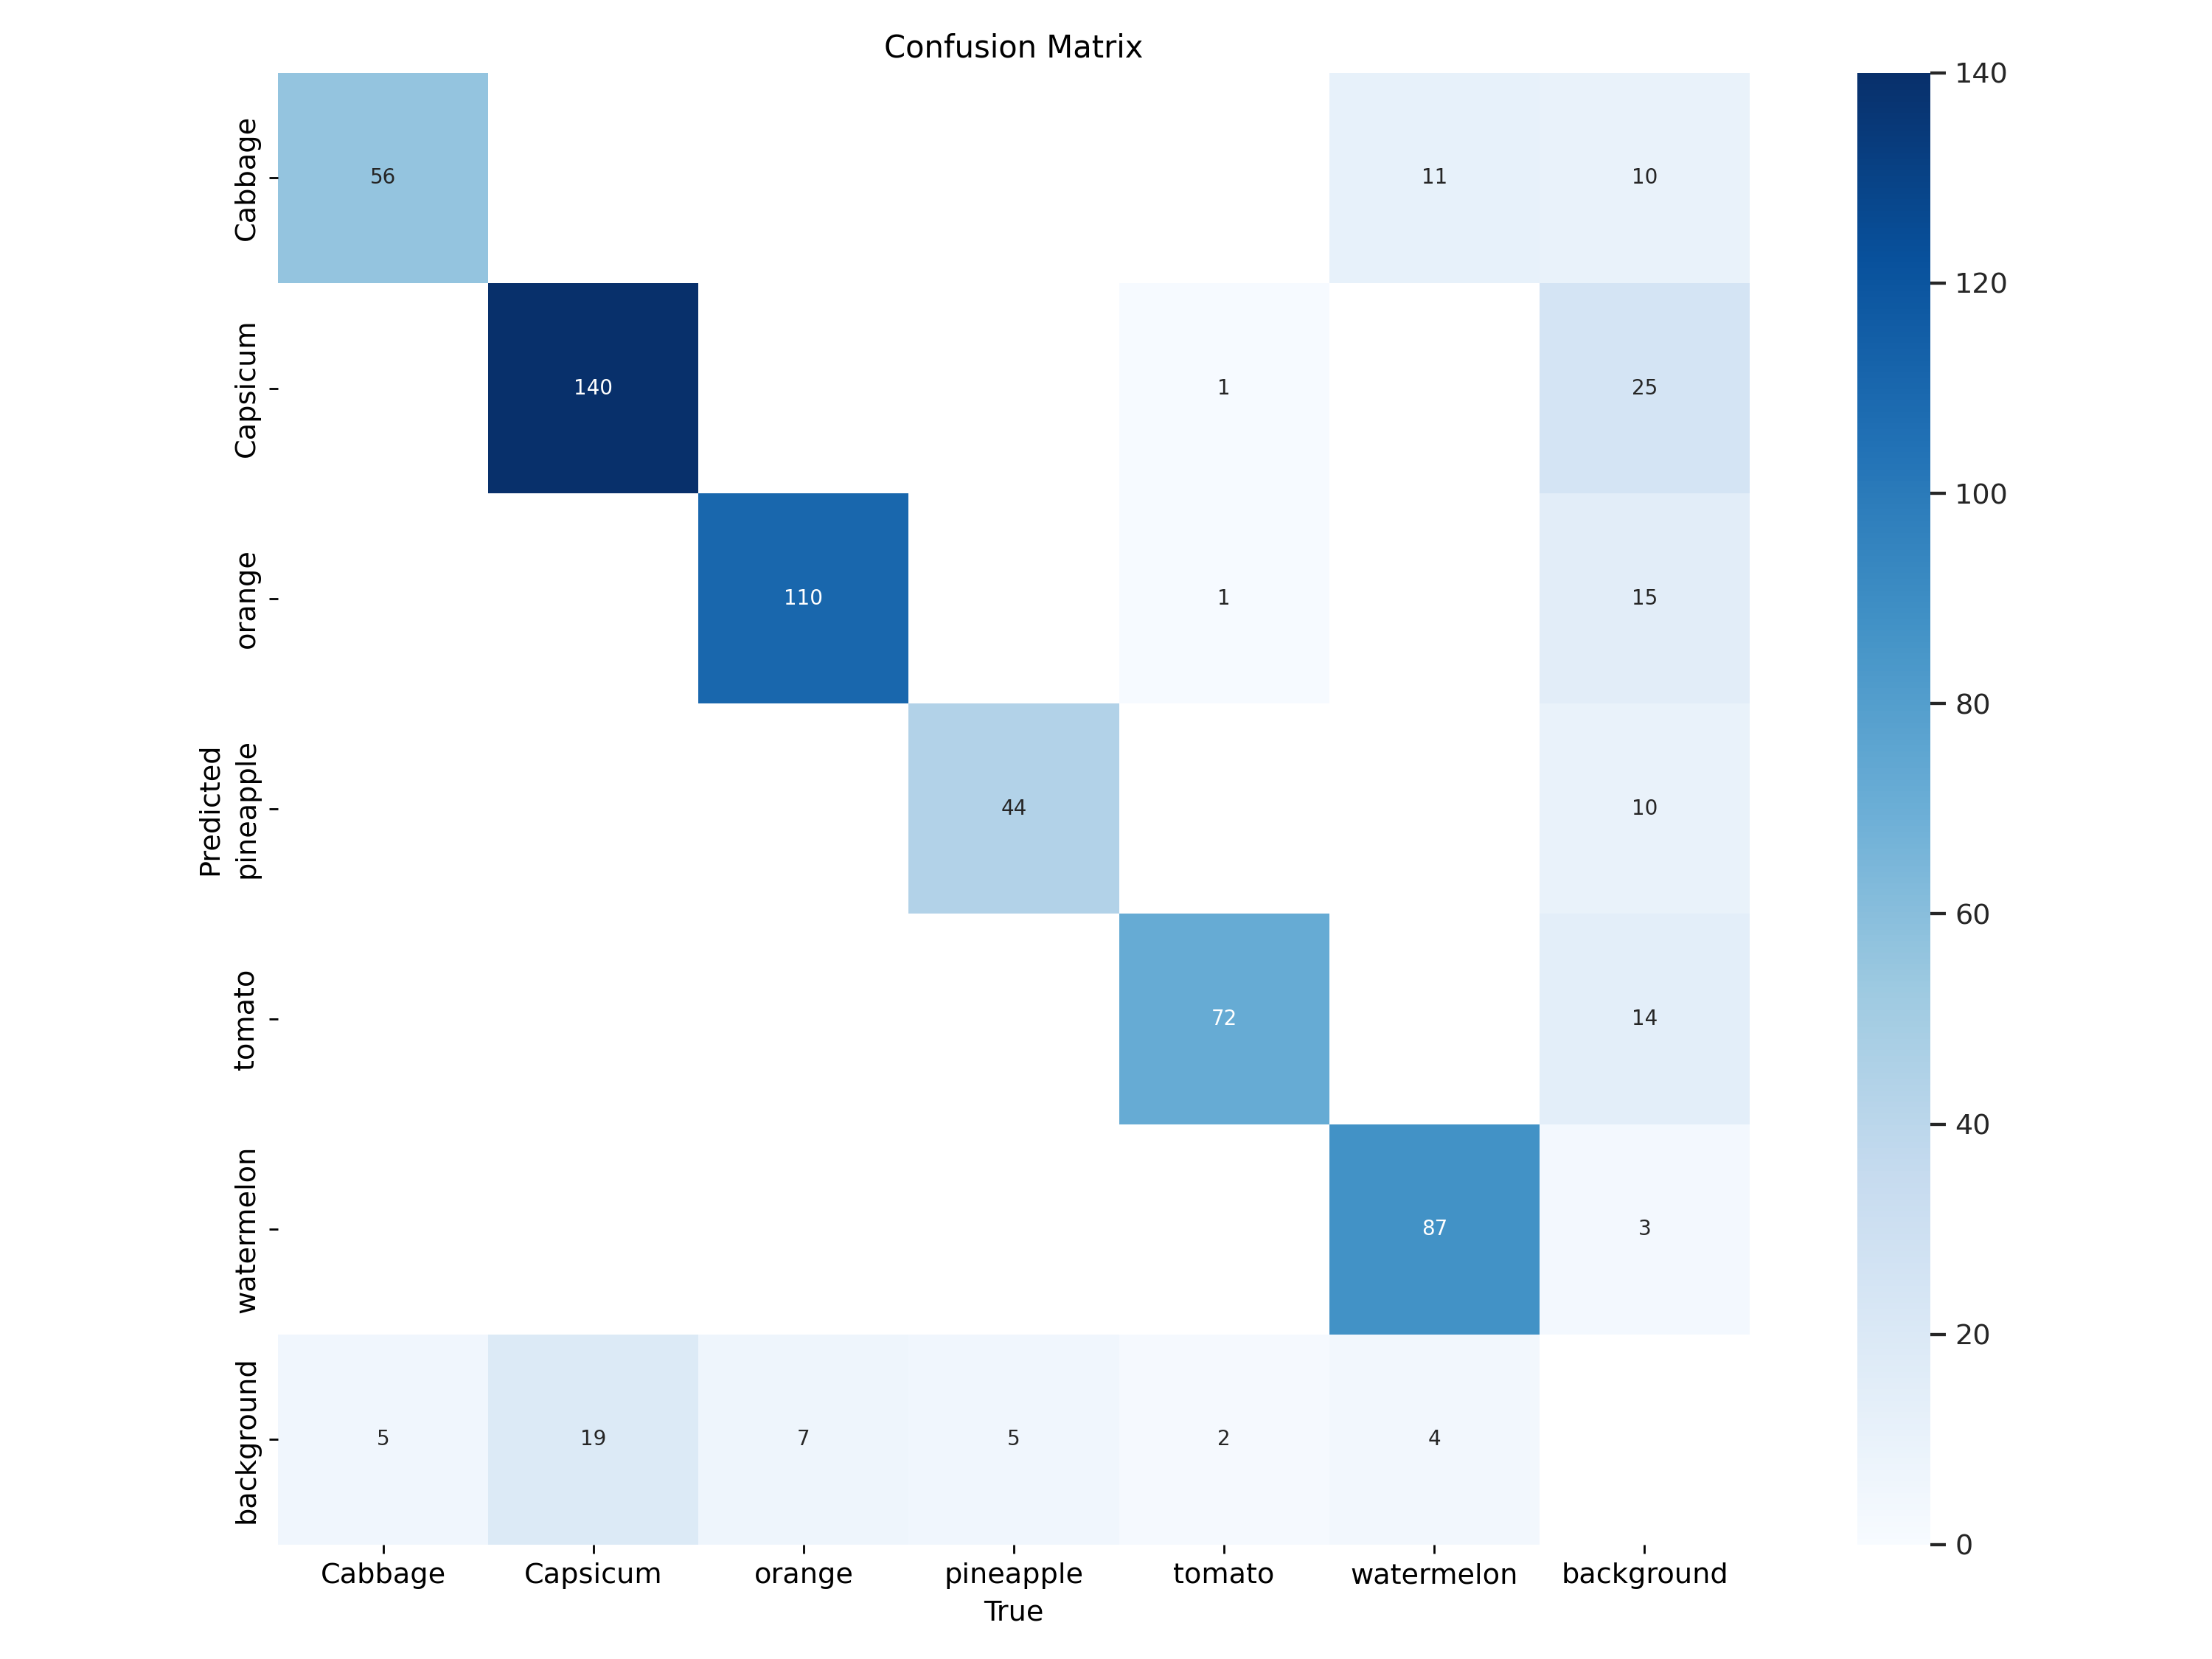 Confusion Matrix
Cabbage 56 11 10
Capsicum 140 1 25
orange 110 1 15
Predicted
pineapple 44 10
tomato 72 14
watermelon 87 3
background 5 19 7 5 2 4
Cabbage Capsicum orange pineapple tomato watermelon background
True
140
120
100
80
60
40
20
0